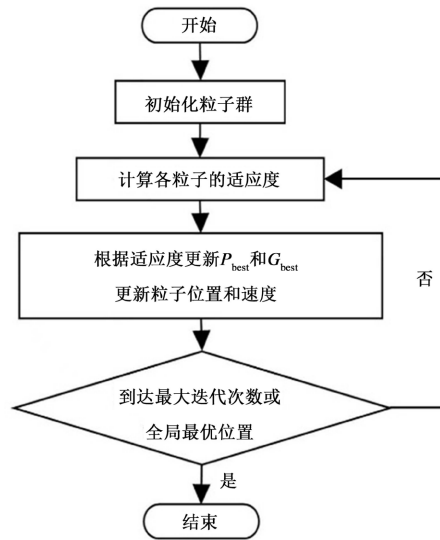 开始
初始化粒子群
计算各粒子的适应度
根据适应度更新P_best和G_best
更新粒子位置和速度
否
到达最大迭代次数或
全局最优位置
是
结束